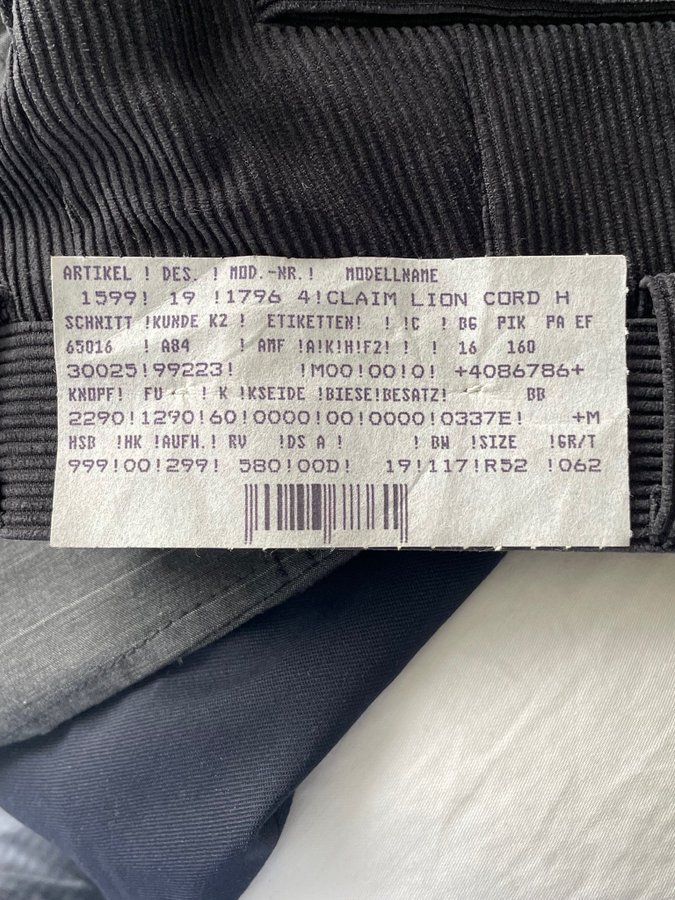 ARTIKEL ! DES. ! MOD.-NR.! MODELLNAME
1599! 19 !1796 4!CLAIM LION CORD H
SCHNITT !KUNDE K2 ! ETIKETTEN! ! !C ! BG PIK PA EF
65016 ! A84 ! AMF !A!K!H!F2! ! ! 16 160
30025!99223! !M00!00!0! +4086786+
KNOPF! FU ! K !KSEIDE !BIESE!BESATZ! BB
2290!1290!60!0000!00!0000!0337E! +M
HSB !HK !AUFH.! RV !DS A ! ! BW !SIZE !GR/T
999!00!299! 580!00D! 19!117!R52 !062